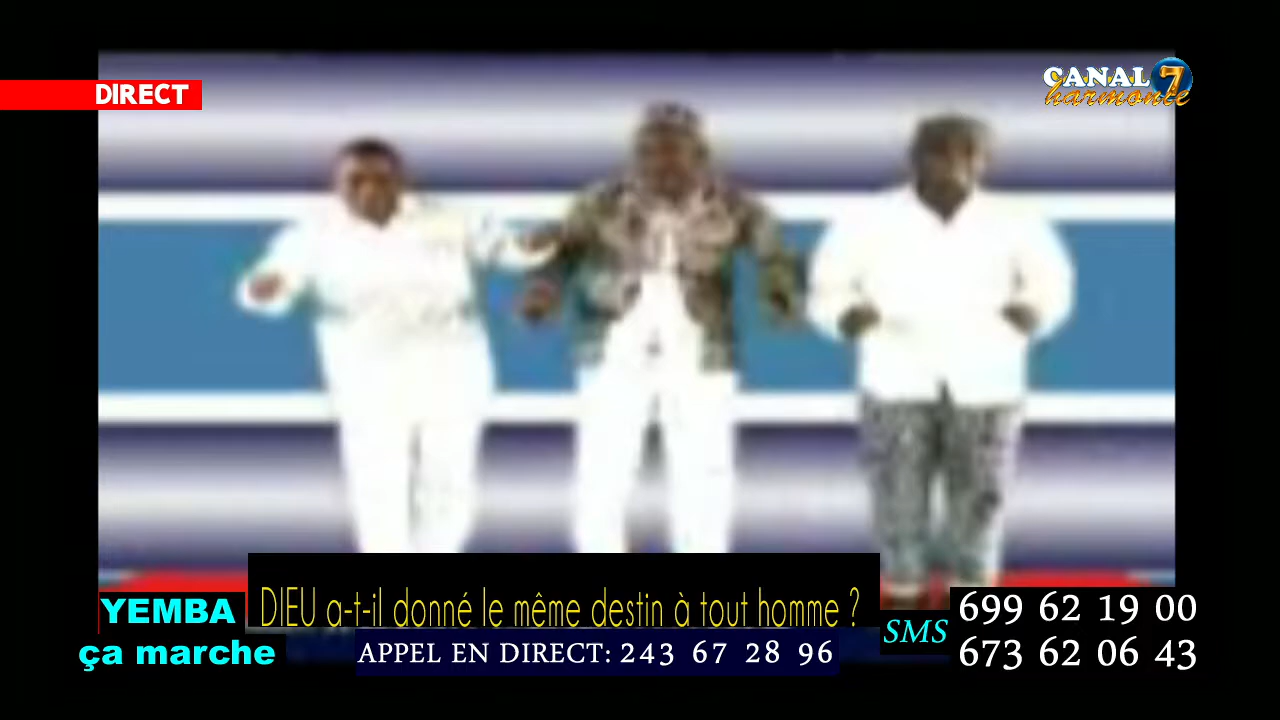 DIRECT
CANAL 7
harmonie
YEMBA
ça marche
DIEU a-t-il donné le même destin à tout homme ?
APPEL EN DIRECT: 243 67 28 96
SMS
699 62 19 00
673 62 06 43